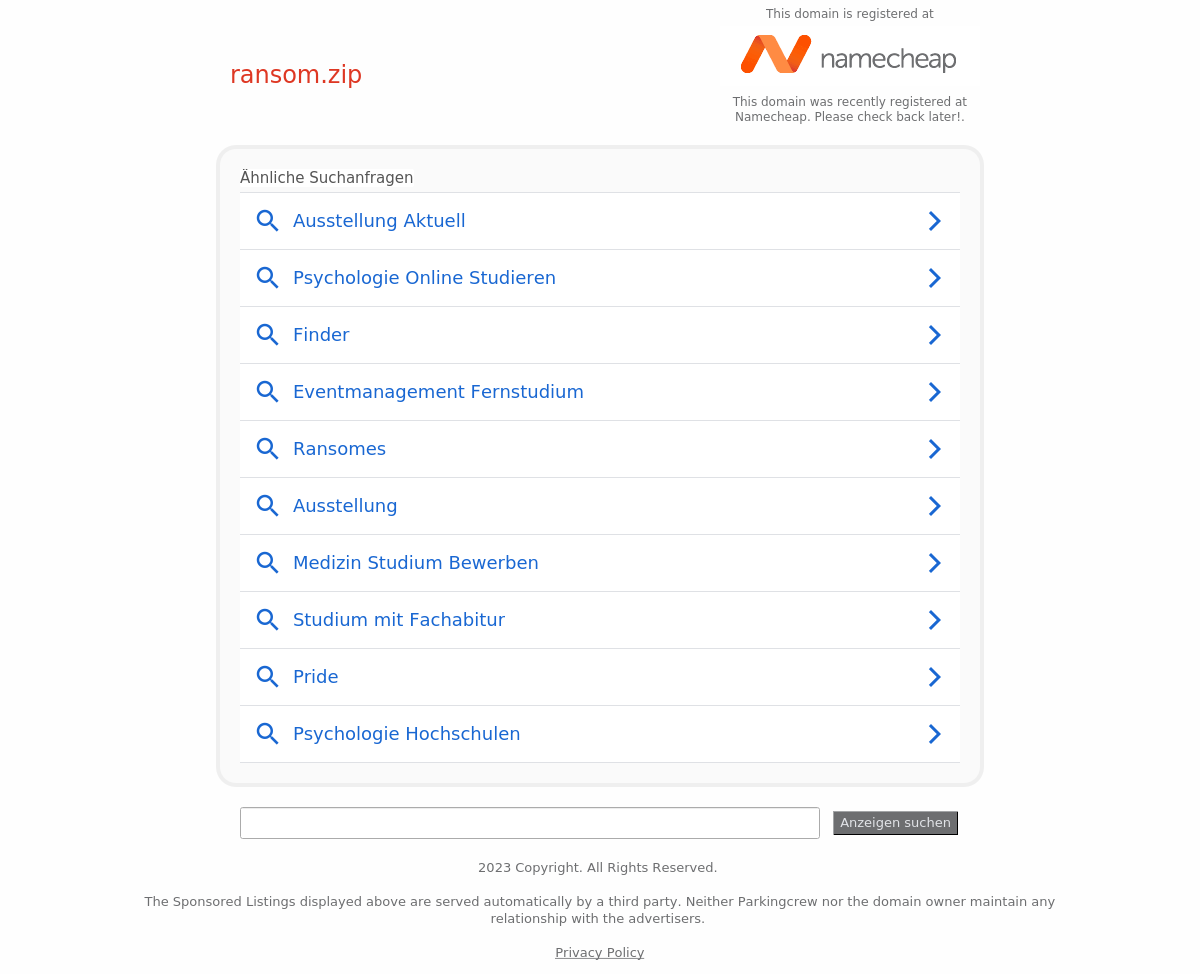 This domain is registered at
namecheap
ransom.zip
This domain was recently registered at
Namecheap. Please check back later!.
Ähnliche Suchanfragen
Ausstellung Aktuell
Psychologie Online Studieren
Finder
Eventmanagement Fernstudium
Ransomes
Ausstellung
Medizin Studium Bewerben
Studium mit Fachabitur
Pride
Psychologie Hochschulen
Anzeigen suchen
2023 Copyright. All Rights Reserved.
The Sponsored Listings displayed above are served automatically by a third party. Neither Parkingcrew nor the domain owner maintain any
relationship with the advertisers.
Privacy Policy